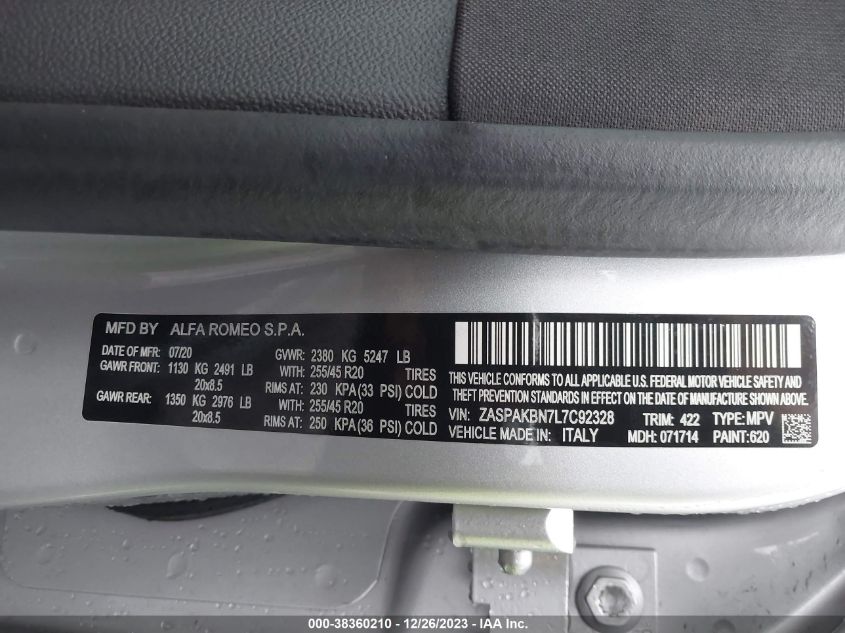 MFD BY ALFA ROMEO S.P.A.
DATE OF MFR: 07/20 GVWR: 2380 KG 5247 LB
GAWR FRONT: 1130 KG 2491 LB WITH: 255/45 R20 TIRES
20x8.5 RIMS AT: 230 KPA (33 PSI) COLD
GAWR REAR: 1350 KG 2976 LB WITH: 255/45 R20 TIRES
20x8.5 RIMS AT: 250 KPA (36 PSI) COLD
THIS VEHICLE CONFORMS TO ALL APPLICABLE U.S. FEDERAL MOTOR VEHICLE SAFETY AND
THEFT PREVENTION STANDARDS IN EFFECT ON THE DATE OF MANUFACTURE SHOWN ABOVE.
VIN: ZASPAKBN7L7C92328 TRIM: 422 TYPE: MPV
VEHICLE MADE IN: ITALY MDH: 071714 PAINT: 620
000-38360210 - 12/26/2023 - IAA Inc.